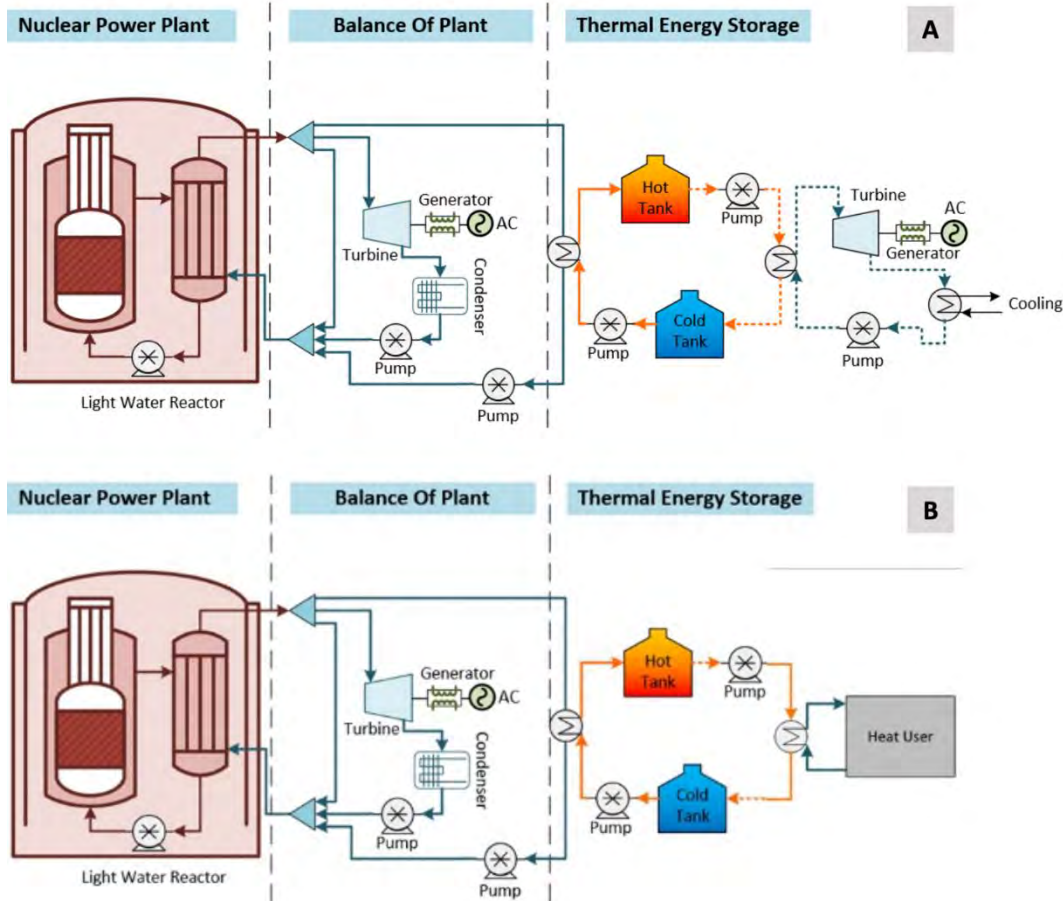 Nuclear Power Plant
Balance Of Plant
Thermal Energy Storage
A
Generator
AC
Turbine
Condenser
Pump
Pump
Light Water Reactor
Hot
Tank
Pump
Cold
Tank
Pump
Turbine
AC
Generator
Cooling
Pump
Nuclear Power Plant
Balance Of Plant
Thermal Energy Storage
B
Generator
AC
Turbine
Condenser
Pump
Pump
Light Water Reactor
Hot
Tank
Pump
Cold
Tank
Pump
Heat User